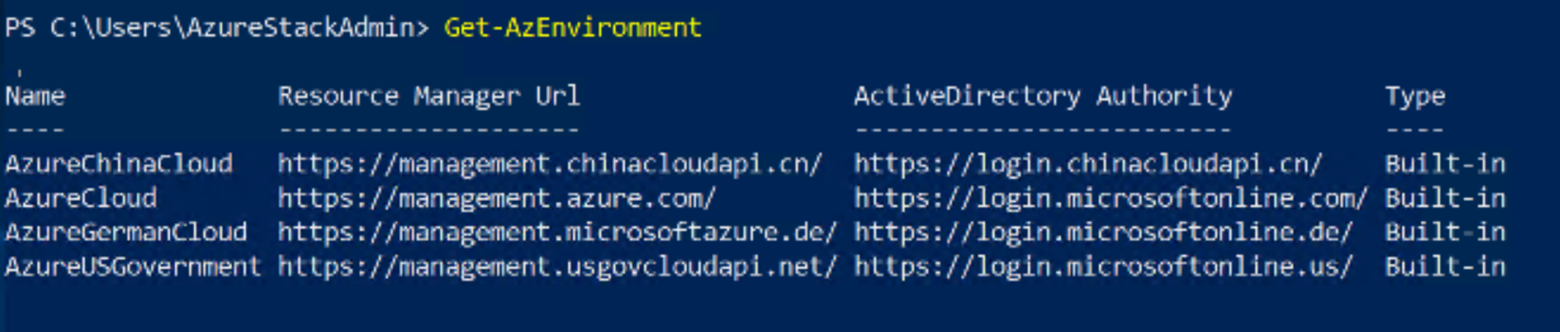 PS C:\Users\AzureStackAdmin> Get-AzEnvironment
Name Resource Manager Url ActiveDirectory Authority Type
---- -------------------- ------------------------- ----
AzureChinaCloud https://management.chinacloudapi.cn/ https://login.chinacloudapi.cn/ Built-in
AzureCloud https://management.azure.com/ https://login.microsoftonline.com/ Built-in
AzureGermanCloud https://management.microsoftazure.de/ https://login.microsoftonline.de/ Built-in
AzureUSGovernment https://management.usgovcloudapi.net/ https://login.microsoftonline.us/ Built-in